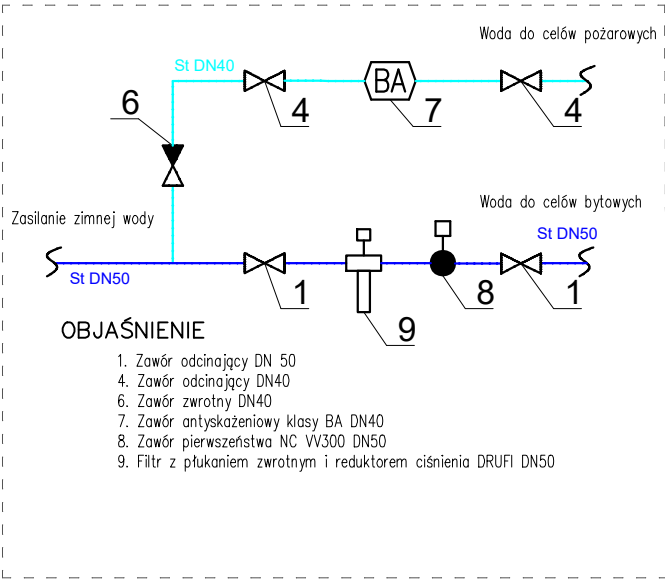 Woda do celów pożarowych
St DN40
BA
6
4
7
4
Zasilanie zimnej wody
Woda do celów bytowych
St DN50
St DN50
1
8
1
9
OBJAŚNIENIE
1. Zawór odcinający DN 50
4. Zawór odcinający DN40
6. Zawór zwrotny DN40
7. Zawór antyskażeniowy klasy BA DN40
8. Zawór pierwszeństa NC VV300 DN50
9. Filtr z płukaniem zwrotnym i reduktorem ciśnienia DRUFI DN50